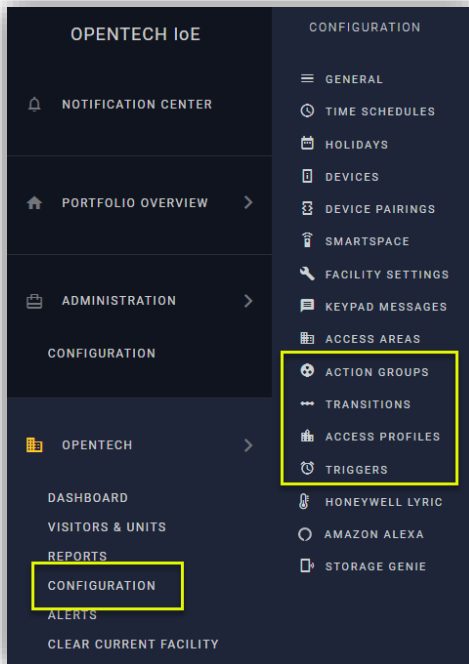 OPENTECH IoE
NOTIFICATION CENTER
PORTFOLIO OVERVIEW
ADMINISTRATION
CONFIGURATION
OPENTECH
DASHBOARD
VISITORS & UNITS
REPORTS
CONFIGURATION
ALERTS
CLEAR CURRENT FACILITY
CONFIGURATION
GENERAL
TIME SCHEDULES
HOLIDAYS
DEVICES
DEVICE PAIRINGS
SMARTSPACE
FACILITY SETTINGS
KEYPAD MESSAGES
ACCESS AREAS
ACTION GROUPS
TRANSITIONS
ACCESS PROFILES
TRIGGERS
HONEYWELL LYRIC
AMAZON ALEXA
STORAGE GENIE